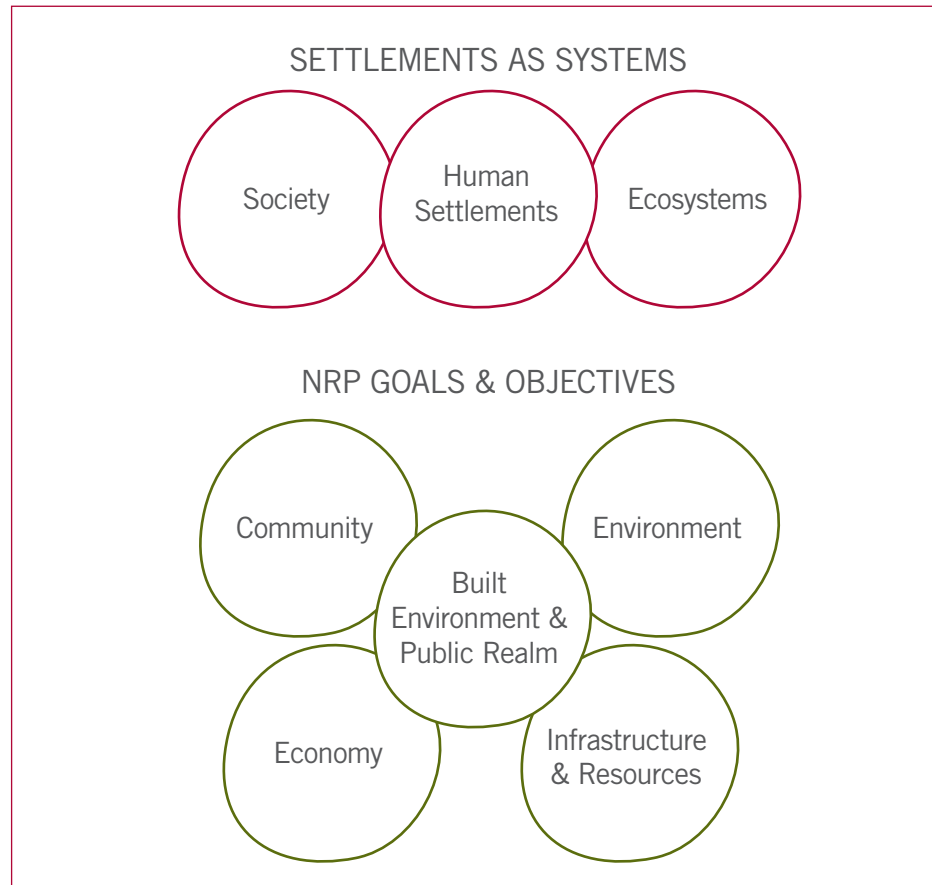 SETTLEMENTS AS SYSTEMS
Society
Human
Settlements
Ecosystems
NRP GOALS & OBJECTIVES
Community
Environment
Built
Environment &
Public Realm
Economy
Infrastructure
& Resources